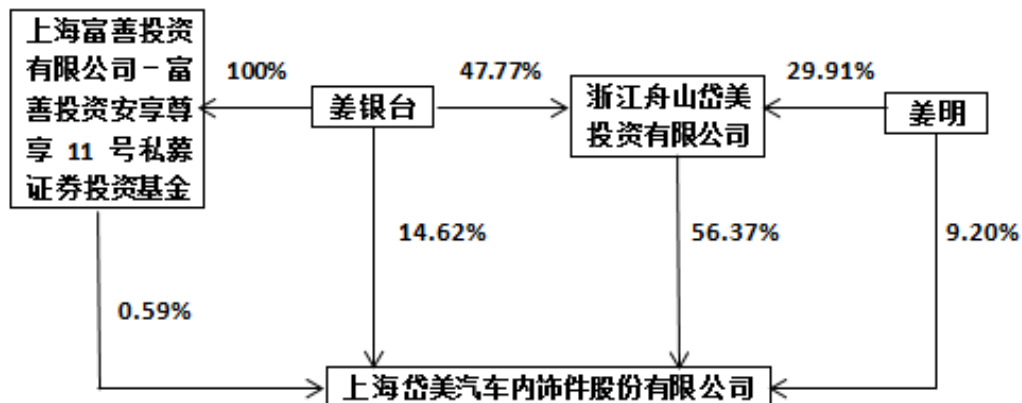 上海富善投资
有限公司－富
善投资安享尊
享 11 号私募
证券投资基金
100%
姜银台
47.77%
浙江舟山岱美
投资有限公司
29.91%
姜明
14.62%
56.37%
9.20%
0.59%
上海岱美汽车内饰件股份有限公司